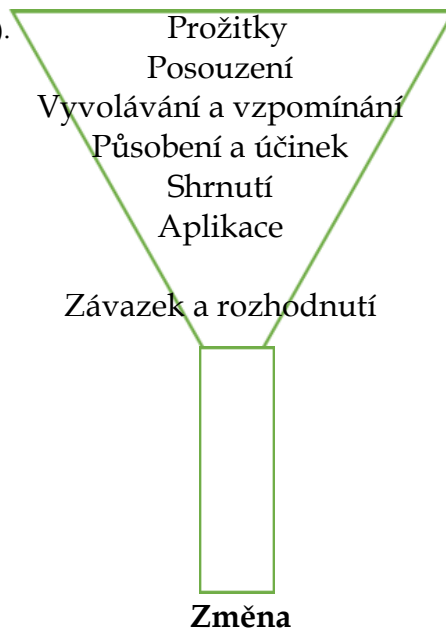 ).
Prožitky
Posouzení
Vyvolávání a vzpomínání
Působení a účinek
Shrnutí
Aplikace
Závazek a rozhodnutí
Změna